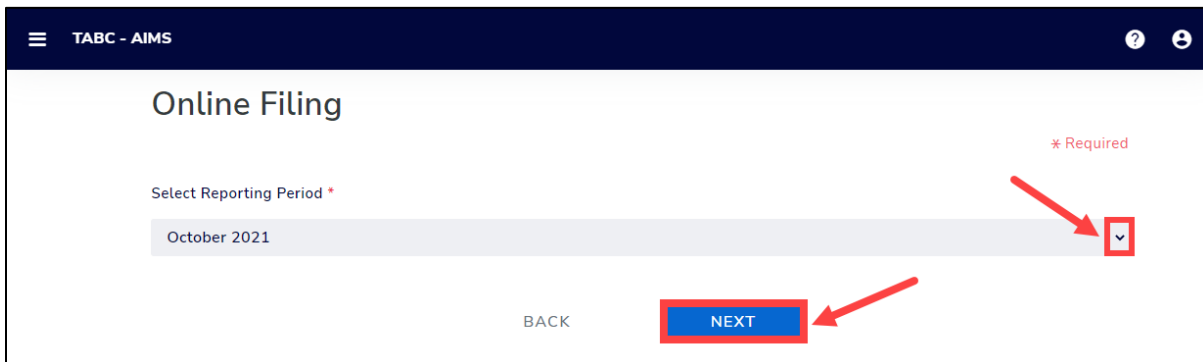 TABC - AIMS
Online Filing
* Required
Select Reporting Period *
October 2021
BACK NEXT